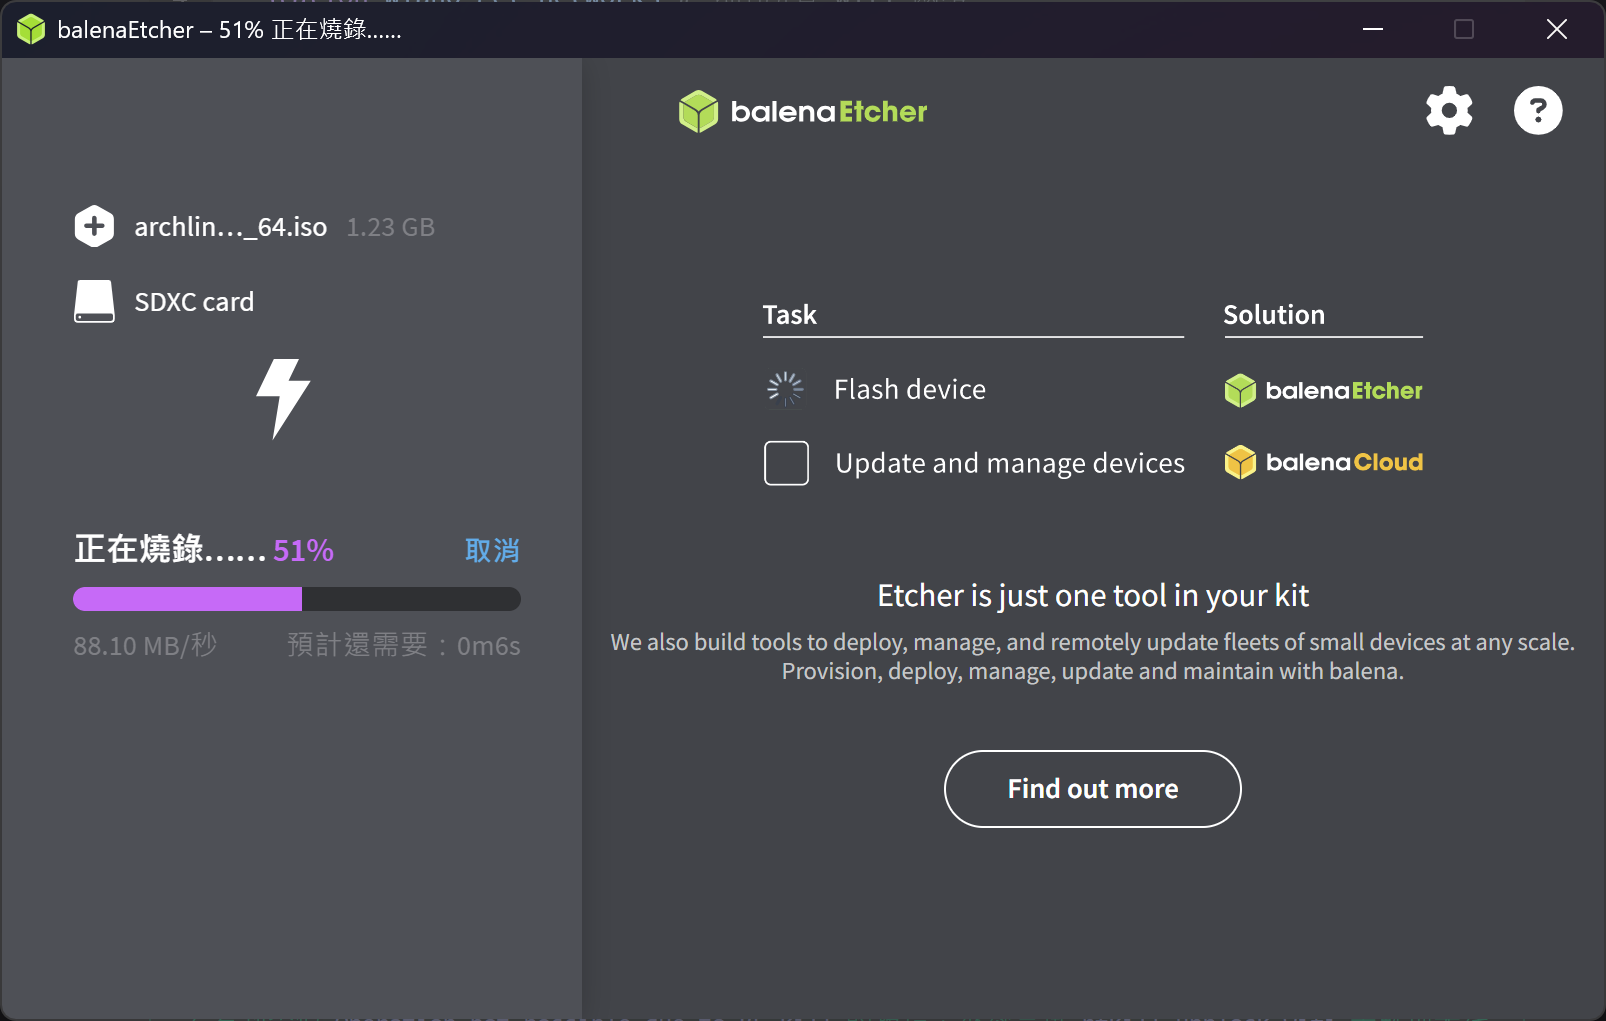 balenaEtcher – 51% 正在燒錄......
balenaEtcher
archlin..._64.iso 1.23 GB
SDXC card
正在燒錄...... 51% 取消
88.10 MB/秒 預計還需要：0m6s
Task Solution
Flash device balenaEtcher
Update and manage devices balenaCloud
Etcher is just one tool in your kit
We also build tools to deploy, manage, and remotely update fleets of small devices at any scale.
Provision, deploy, manage, update and maintain with balena.
Find out more